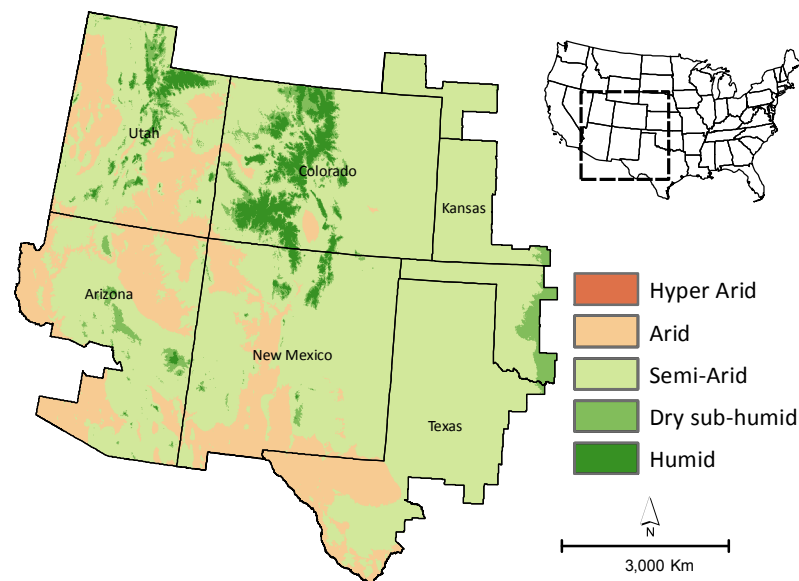 Utah
Colorado
Kansas
Arizona
New Mexico
Texas
Hyper Arid
Arid
Semi-Arid
Dry sub-humid
Humid
N
3,000 Km